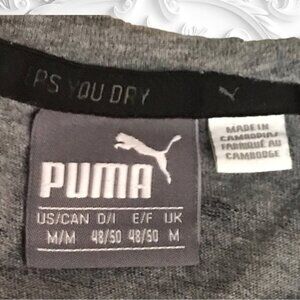 PS YOU DRY
MADE IN
CAMBODIA/
FABRIQUÉ AU
CAMBODGE
PUMA
US/CAN D/I E/F UK
M/M 48/50 48/50 M